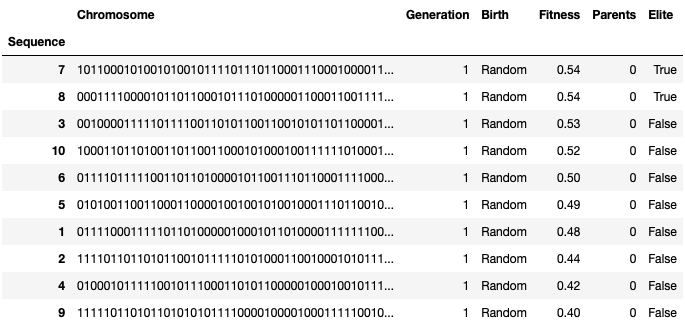 Chromosome Generation Birth Fitness Parents Elite
Sequence
7 1011000101001010010111101110110001110001000011... 1 Random 0.54 0 True
8 0001111000010110110001011101000001100011001111... 1 Random 0.54 0 True
3 0010000111110111100110101100110010101101100001... 1 Random 0.53 0 False
10 1000110110100110110011000101000100111111010001... 1 Random 0.52 0 False
6 0111101111100110110100001011001110110001111000... 1 Random 0.50 0 False
5 0101001100110001100001001001010010001110110010... 1 Random 0.49 0 False
1 0111100011111011010000010001011010000111111100... 1 Random 0.48 0 False
2 1111011011010110010111110101000110010001010111... 1 Random 0.44 0 False
4 0100010111110010111000110101100000100010010111... 1 Random 0.42 0 False
9 1111101101011010101011110000100001000111110010... 1 Random 0.40 0 False